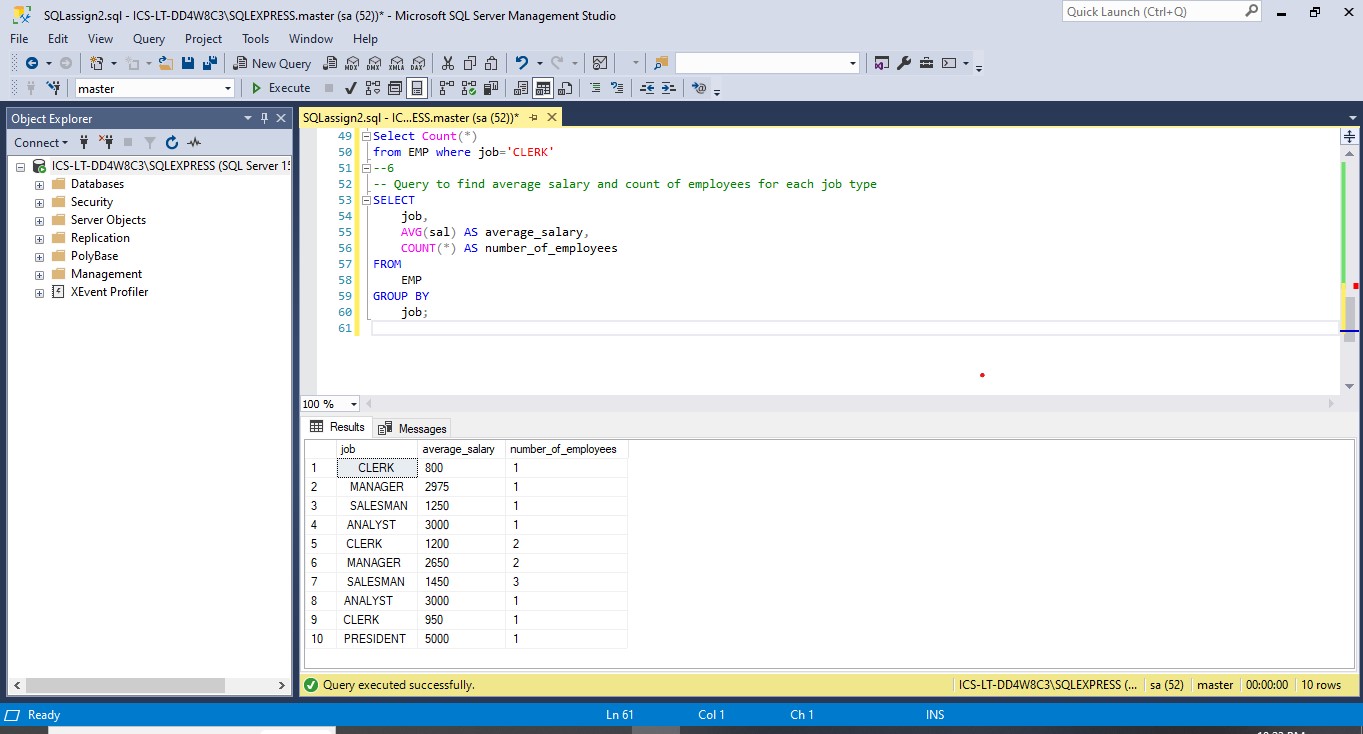 SQLassign2.sql - ICS-LT-DD4W8C3\SQLEXPRESS.master (sa (52))* - Microsoft SQL Server Management Studio
Quick Launch (Ctrl+Q)
File Edit View Query Project Tools Window Help
New Query MDX DMX XMLA DAX
master Execute
Object Explorer
SQLassign2.sql - IC...ESS.master (sa (52))*
Connect
ICS-LT-DD4W8C3\SQLEXPRESS (SQL Server 15
Databases
Security
Server Objects
Replication
PolyBase
Management
XEvent Profiler
49 Select Count(*)
50 from EMP where job='CLERK'
51 --6
52 -- Query to find average salary and count of employees for each job type
53 SELECT
54 job,
55 AVG(sal) AS average_salary,
56 COUNT(*) AS number_of_employees
57 FROM
58 EMP
59 GROUP BY
60 job;
61
100 %
Results Messages
job average_salary number_of_employees
1 CLERK 800 1
2 MANAGER 2975 1
3 SALESMAN 1250 1
4 ANALYST 3000 1
5 CLERK 1200 2
6 MANAGER 2650 2
7 SALESMAN 1450 3
8 ANALYST 3000 1
9 CLERK 950 1
10 PRESIDENT 5000 1
Query executed successfully. ICS-LT-DD4W8C3\SQLEXPRESS (... sa (52) master 00:00:00 10 rows
Ready Ln 61 Col 1 Ch 1 INS